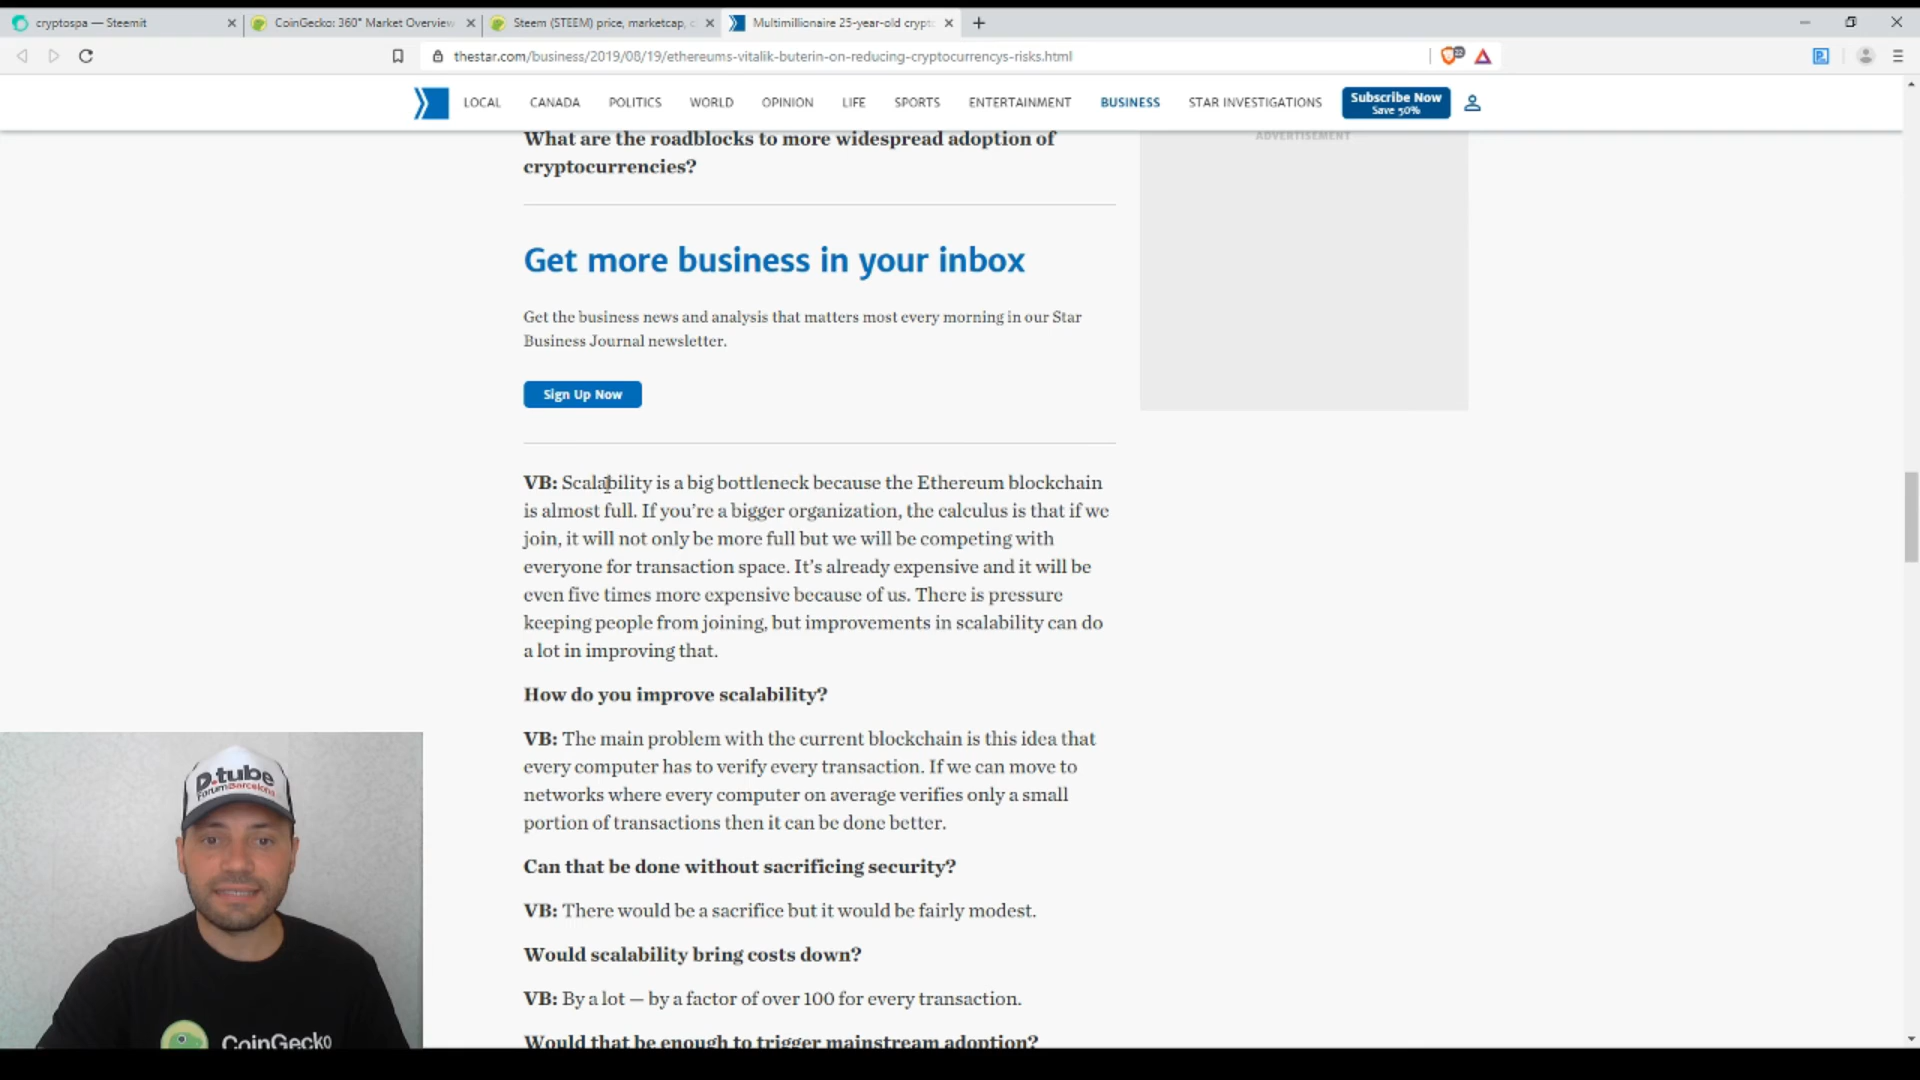 cryptospa — Steemit
CoinGecko: 360° Market Overview
Steem (STEEM) price, marketcap, c
Multimillionaire 25-year-old crypto
thestar.com/business/2019/08/19/ethereums-vitalik-buterin-on-reducing-cryptocurrencys-risks.html
LOCAL CANADA POLITICS WORLD OPINION LIFE SPORTS ENTERTAINMENT BUSINESS STAR INVESTIGATIONS
Subscribe Now
Save 50%
ADVERTISEMENT
What are the roadblocks to more widespread adoption of
cryptocurrencies?
Get more business in your inbox
Get the business news and analysis that matters most every morning in our Star
Business Journal newsletter.
Sign Up Now
VB: Scalability is a big bottleneck because the Ethereum blockchain
is almost full. If you’re a bigger organization, the calculus is that if we
join, it will not only be more full but we will be competing with
everyone for transaction space. It’s already expensive and it will be
even five times more expensive because of us. There is pressure
keeping people from joining, but improvements in scalability can do
a lot in improving that.
How do you improve scalability?
VB: The main problem with the current blockchain is this idea that
every computer has to verify every transaction. If we can move to
networks where every computer on average verifies only a small
portion of transactions then it can be done better.
Can that be done without sacrificing security?
VB: There would be a sacrifice but it would be fairly modest.
Would scalability bring costs down?
VB: By a lot — by a factor of over 100 for every transaction.
Would that be enough to trigger mainstream adoption?
D.tube
ForumBarcelona
CoinGecko